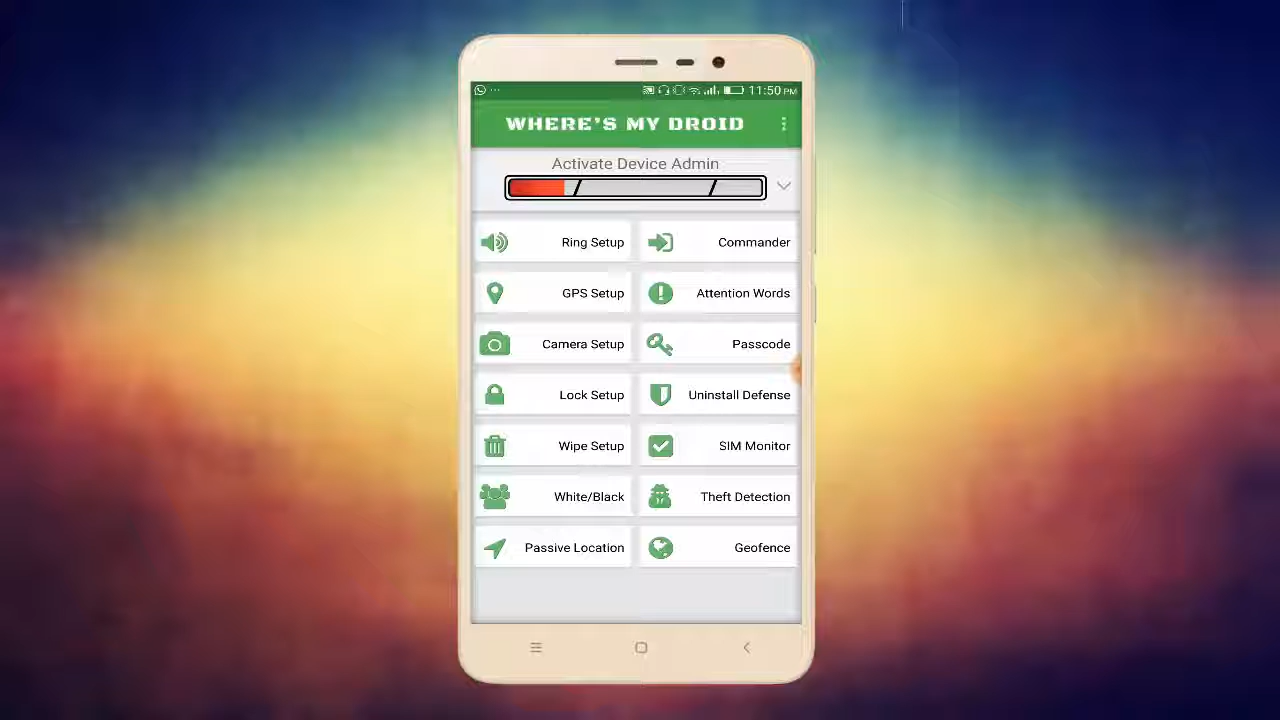 11:50 PM
WHERE'S MY DROID
Activate Device Admin
Ring Setup
Commander
GPS Setup
Attention Words
Camera Setup
Passcode
Lock Setup
Uninstall Defense
Wipe Setup
SIM Monitor
White/Black
Theft Detection
Passive Location
Geofence